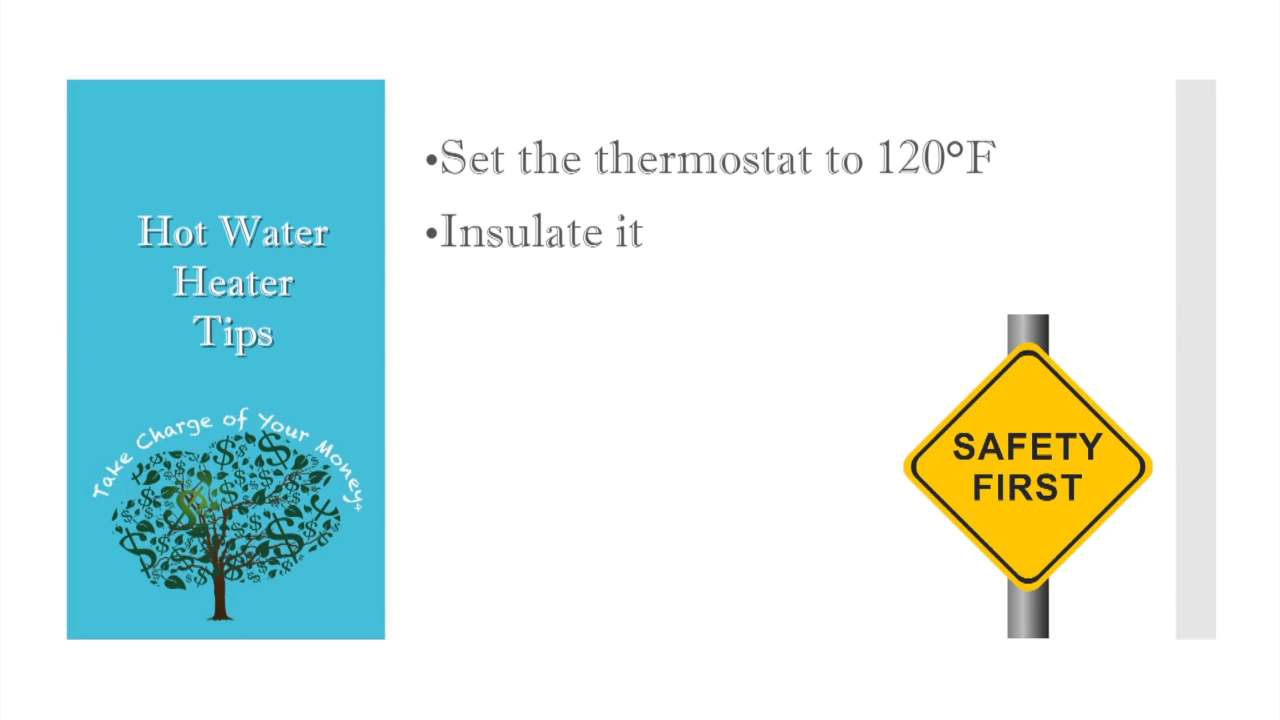 Hot Water
Heater
Tips
Take Charge of Your Money+
•Set the thermostat to 120°F
•Insulate it
SAFETY
FIRST